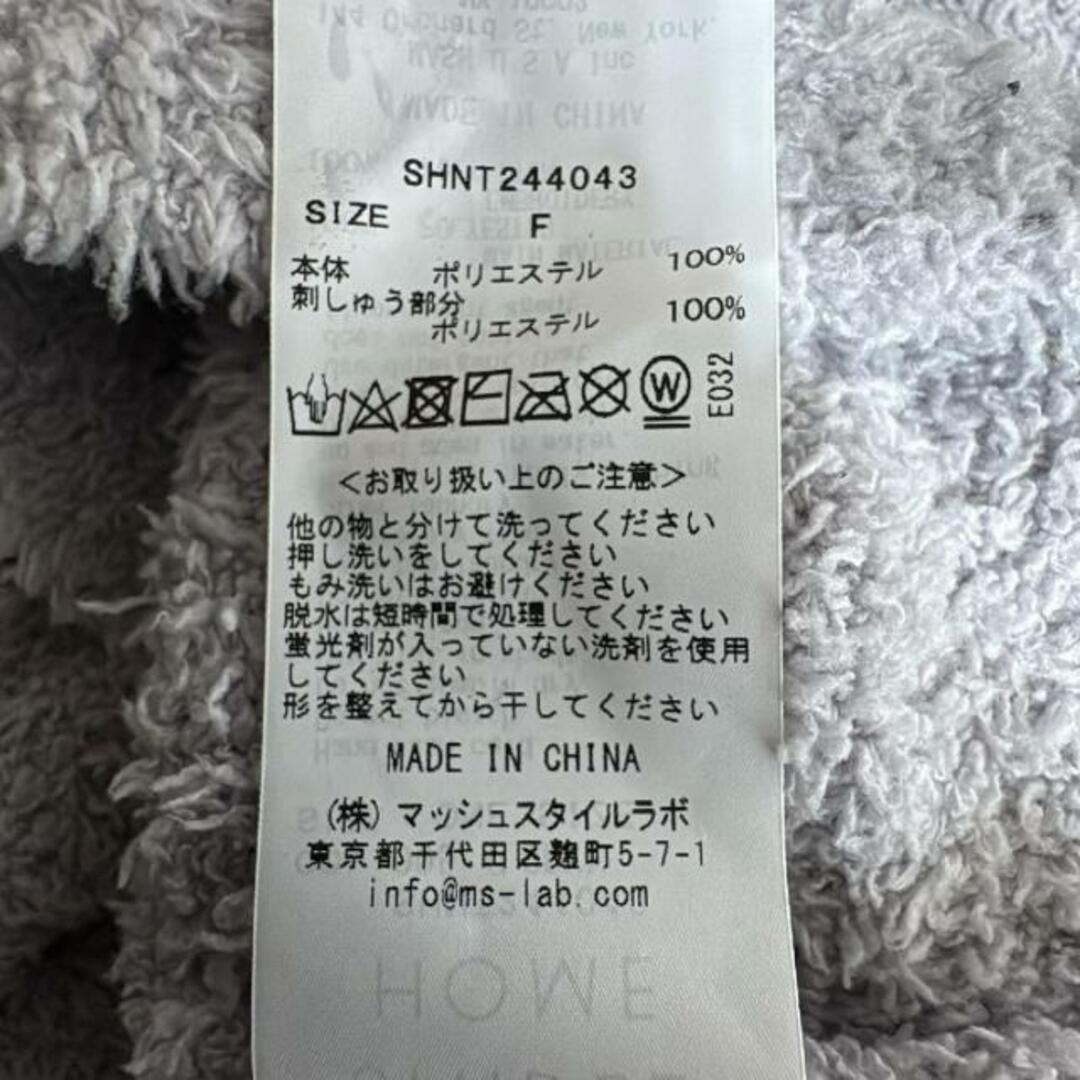 SHNT244043
SIZE F
本体 ポリエステル 100%
刺しゅう部分
ポリエステル 100%
W
E032
<お取り扱い上のご注意>
他の物と分けて洗ってください
押し洗いをしてください
もみ洗いはお避けください
脱水は短時間で処理してください
蛍光剤が入っていない洗剤を使用
してください
形を整えてから干してください
MADE IN CHINA
(株)マッシュスタイルラボ
東京都千代田区麹町5-7-1
info@ms-lab.com
HOME